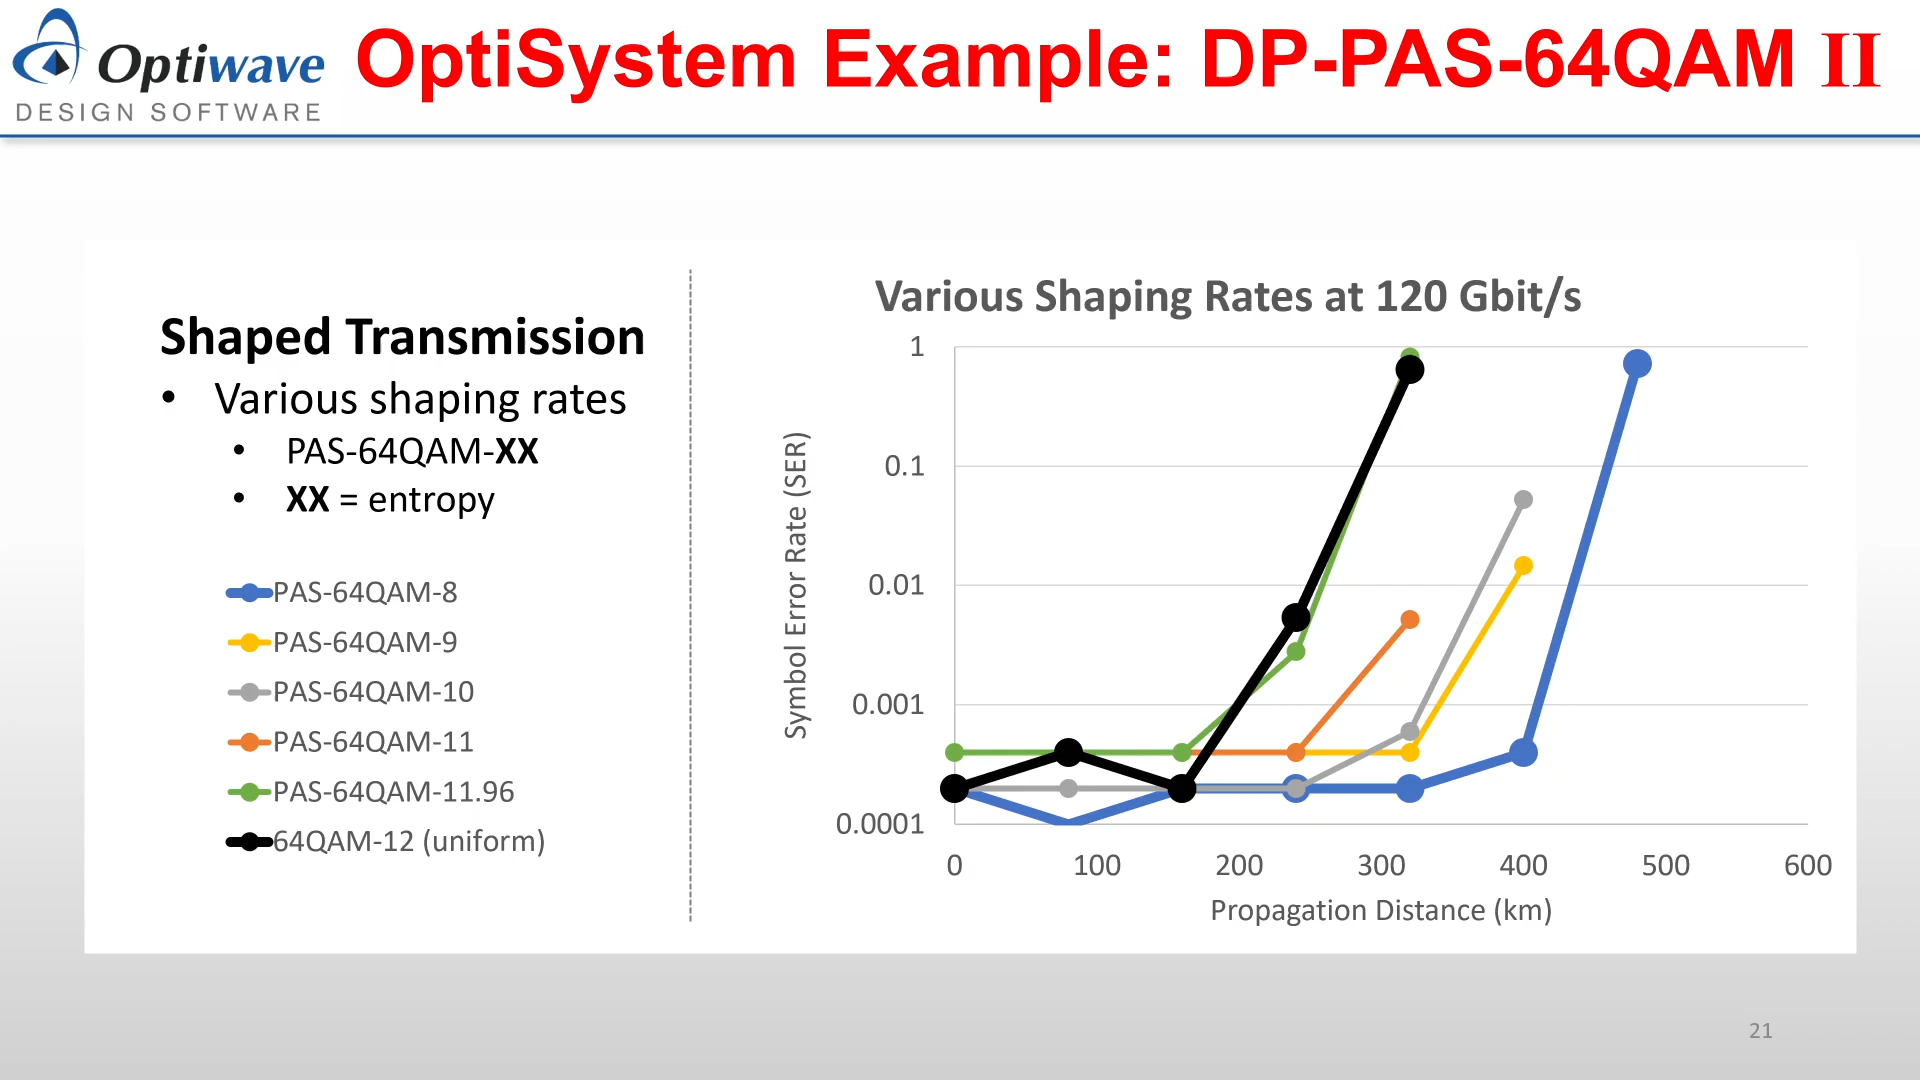 Optiwave
DESIGN SOFTWARE
OptiSystem Example: DP-PAS-64QAM II
Shaped Transmission
• Various shaping rates
• PAS-64QAM-XX
• XX = entropy
PAS-64QAM-8
PAS-64QAM-9
PAS-64QAM-10
PAS-64QAM-11
PAS-64QAM-11.96
64QAM-12 (uniform)
Various Shaping Rates at 120 Gbit/s
Symbol Error Rate (SER)
1
0.1
0.01
0.001
0.0001
0 100 200 300 400 500 600
Propagation Distance (km)
21